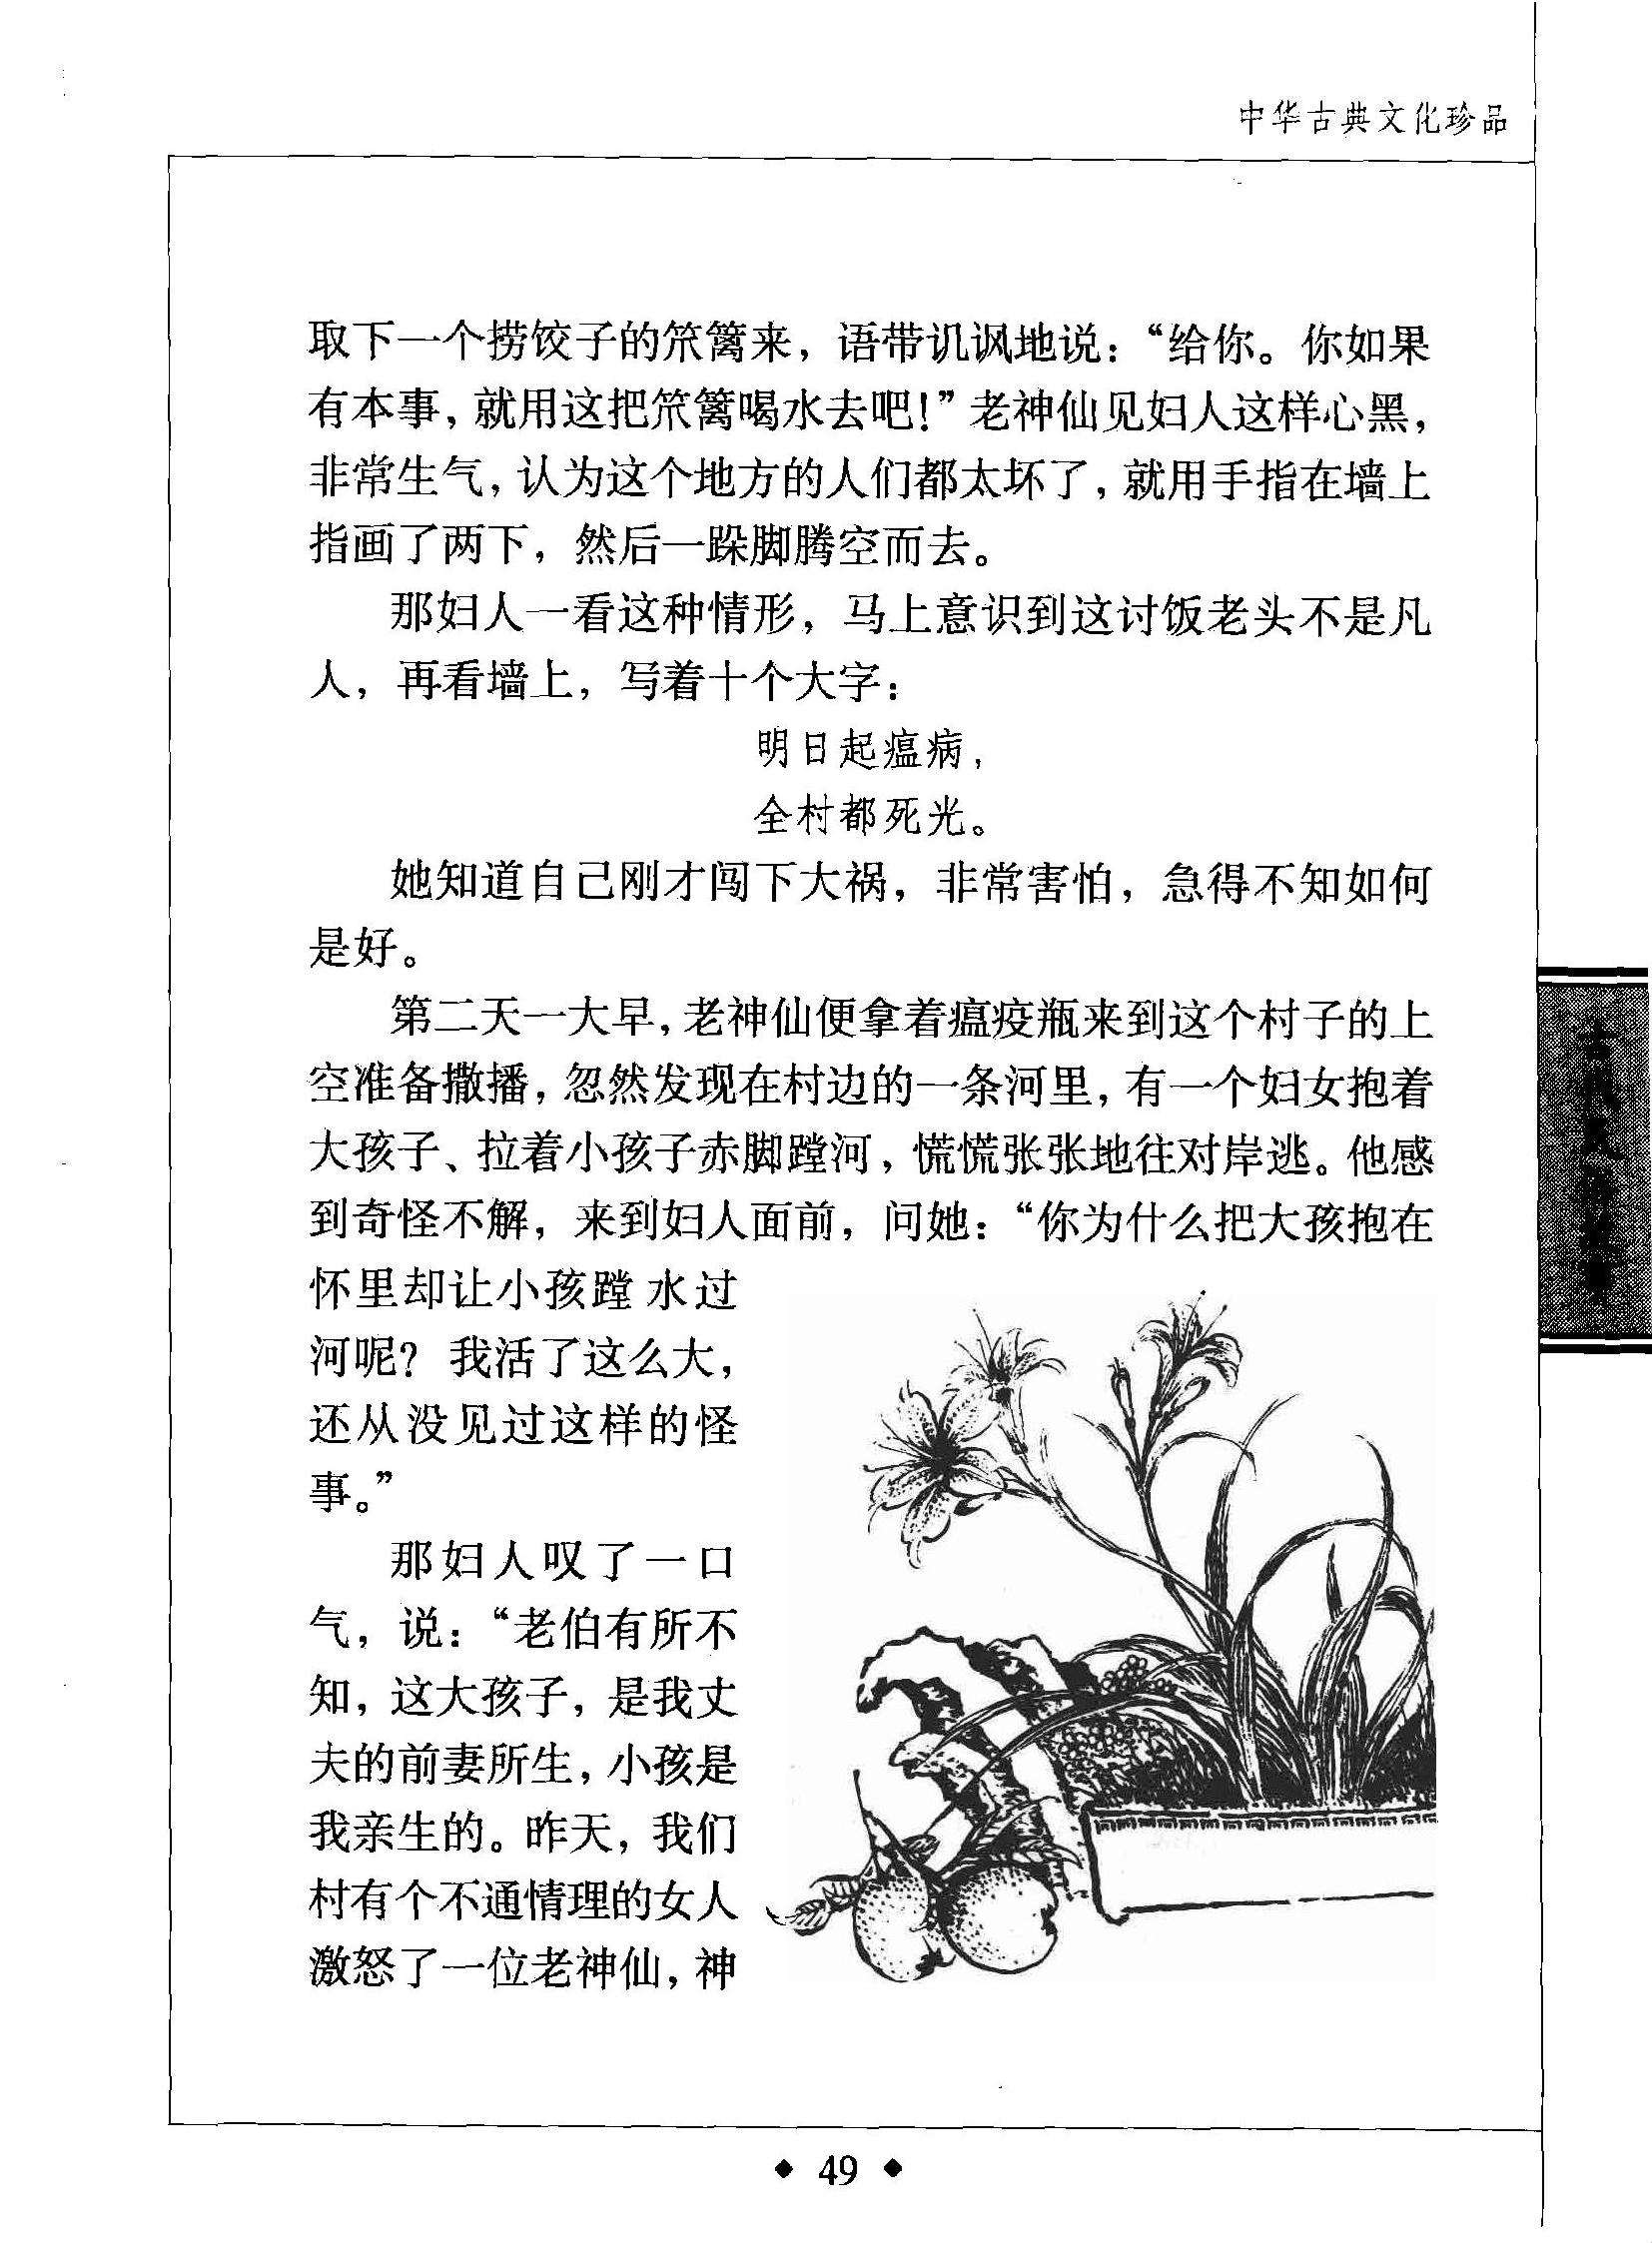 中华古典文化珍品
取下一个捞饺子的笊篱来，语带讥讽地说：“给你。你如果
有本事，就用这把笊篱喝水去吧！”老神仙见妇人这样心黑，
非常生气，认为这个地方的人们都太坏了，就用手指在墙上
指画了两下，然后一跺脚腾空而去。
那妇人一看这种情形，马上意识到这讨饭老头不是凡
人，再看墙上，写着十个大字：
明日起瘟病，
全村都死光。
她知道自己刚才闯下大祸，非常害怕，急得不知如何
是好。
第二天一大早，老神仙便拿着瘟疫瓶来到这个村子的上
空准备撒播，忽然发现在村边的一条河里，有一个妇女抱着
大孩子、拉着小孩子赤脚蹚河，慌慌张张地往对岸逃。他感
到奇怪不解，来到妇人面前，问她：“你为什么把大孩抱在
怀里却让小孩蹚水过
河呢？我活了这么大，
还从没见过这样的怪
事。”
那妇人叹了一口
气，说：“老伯有所不
知，这大孩子，是我丈
夫的前妻所生，小孩是
我亲生的。昨天，我们
村有个不通情理的女人
激怒了一位老神仙，神
49